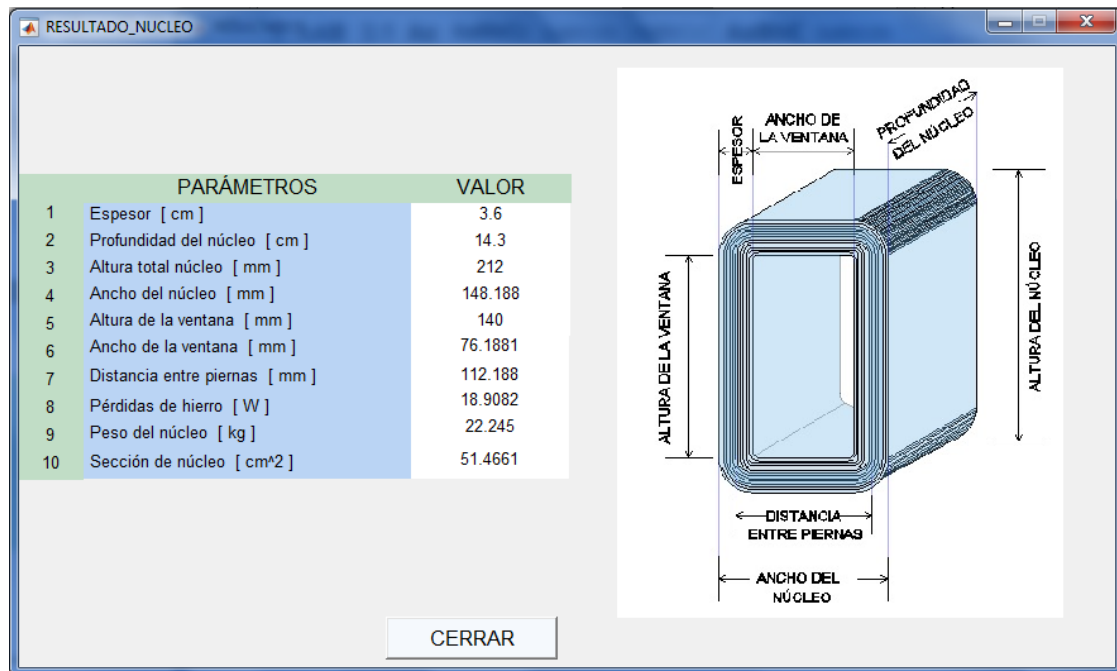 RESULTADO_NUCLEO
PARÁMETROS VALOR
1 Espesor [ cm ] 3.6
2 Profundidad del núcleo [ cm ] 14.3
3 Altura total núcleo [ mm ] 212
4 Ancho del núcleo [ mm ] 148.188
5 Altura de la ventana [ mm ] 140
6 Ancho de la ventana [ mm ] 76.1881
7 Distancia entre piernas [ mm ] 112.188
8 Pérdidas de hierro [ W ] 18.9082
9 Peso del núcleo [ kg ] 22.245
10 Sección de núcleo [ cm^2 ] 51.4661
ESPESOR
ANCHO DE
LA VENTANA
PROFUNDIDAD
DEL NÚCLEO
ALTURA DE LA VENTANA
ALTURA DEL NÚCLEO
DISTANCIA
ENTRE PIERNAS
ANCHO DEL
NÚCLEO
CERRAR